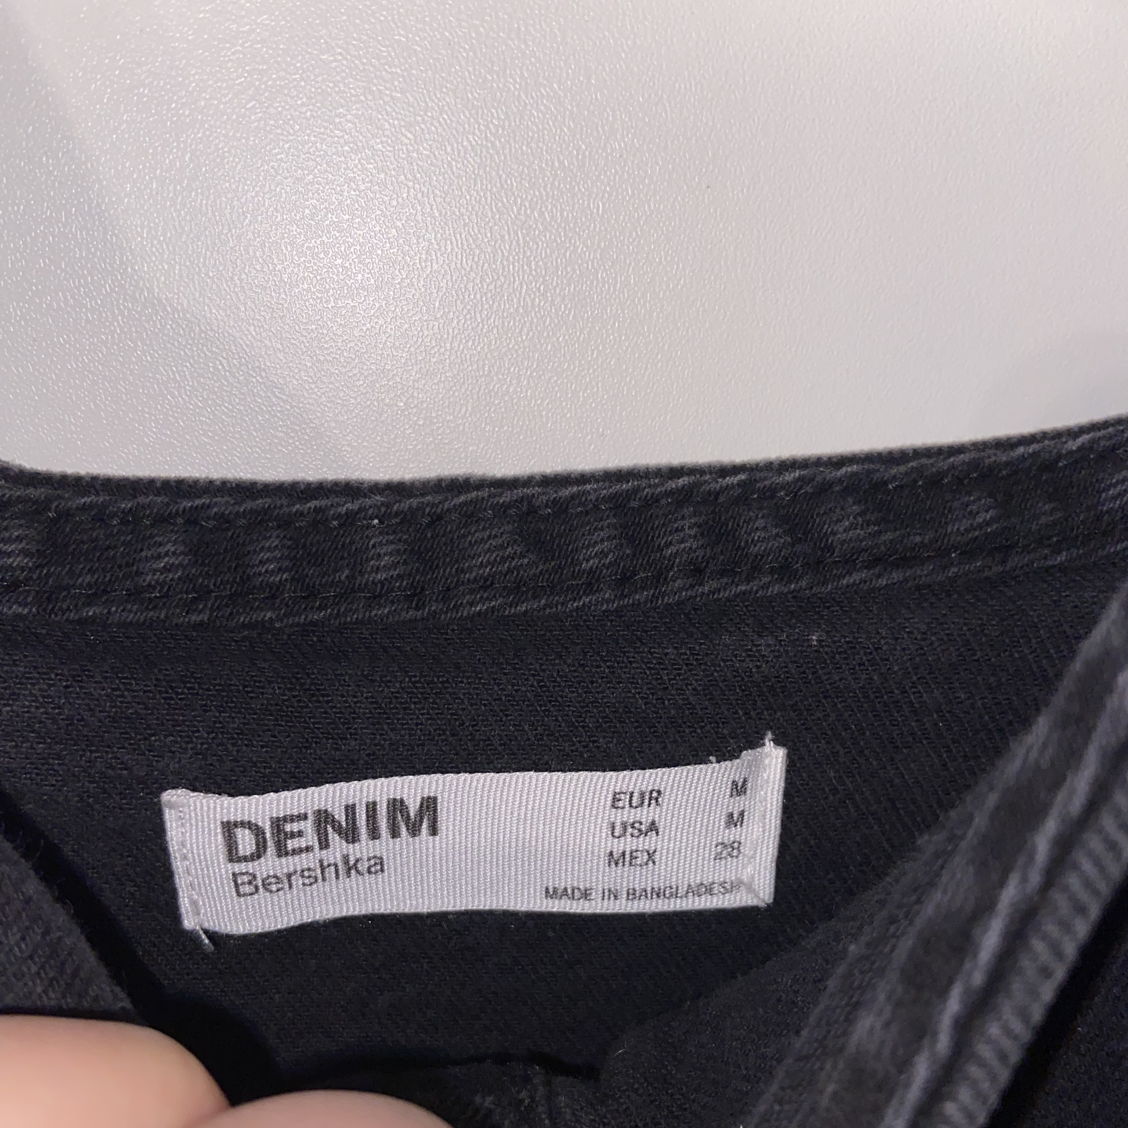 DENIM
Bershka
EUR M
USA M
MEX 28
MADE IN BANGLADESH